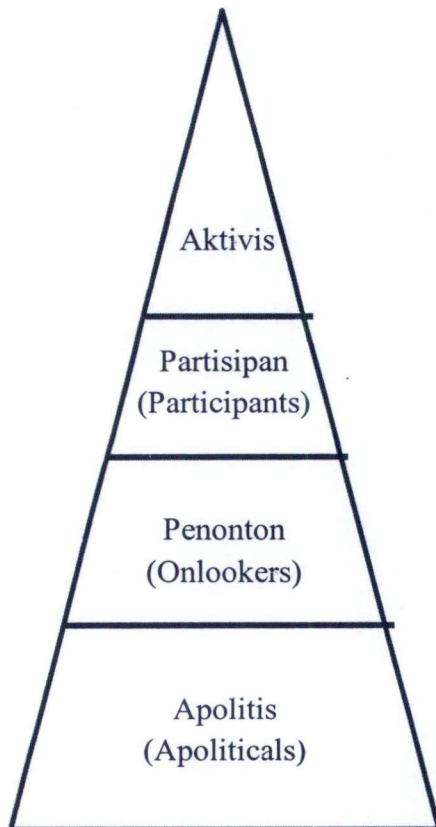 Aktivis
Partisipan
(Participants)
Penonton
(Onlookers)
Apolitis
(Apoliticals)